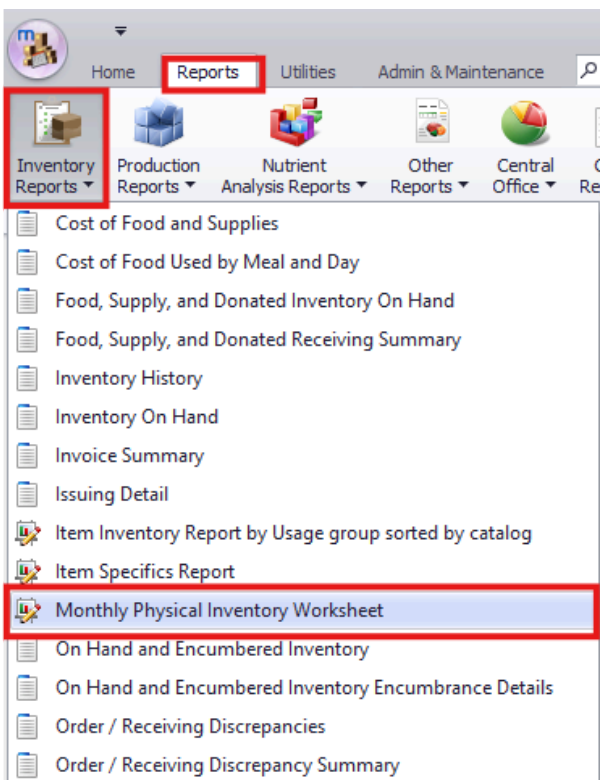 m
Home Reports Utilities Admin & Maintenance
Inventory Reports
Production Reports
Nutrient Analysis Reports
Other Reports
Central Office
Cost of Food and Supplies
Cost of Food Used by Meal and Day
Food, Supply, and Donated Inventory On Hand
Food, Supply, and Donated Receiving Summary
Inventory History
Inventory On Hand
Invoice Summary
Issuing Detail
Item Inventory Report by Usage group sorted by catalog
Item Specifics Report
Monthly Physical Inventory Worksheet
On Hand and Encumbered Inventory
On Hand and Encumbered Inventory Encumbrance Details
Order / Receiving Discrepancies
Order / Receiving Discrepancy Summary